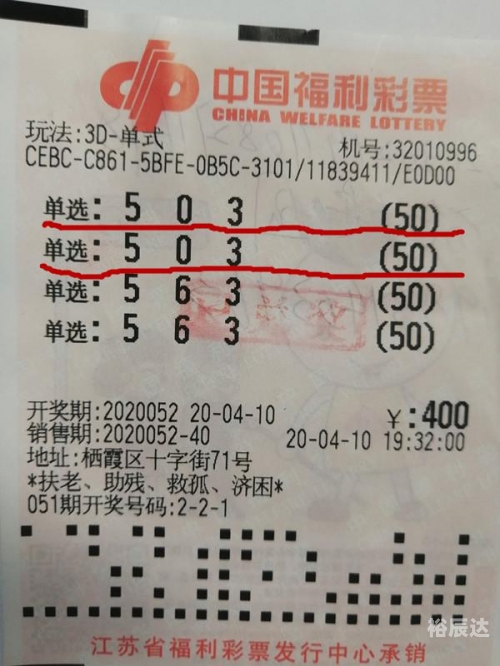 中国福利彩票
CHINA WELFARE LOTTERY
玩法:3D-单式
机号:32010996
CEBC-C861-5BFE-0B5C-3101/11839411/E0D00
单选: 5 0 3 (50)
单选: 5 0 3 (50)
单选: 5 6 3 (50)
单选: 5 6 3 (50)
开奖期:2020052 20-04-10 ¥:400
销售期:2020052-40 20-04-10 19:32:00
地址:栖霞区十字街71号
*扶老、助残、救孤、济困*
051期开奖号码:2-2-1
裕辰达
江苏省福利彩票发行中心承销